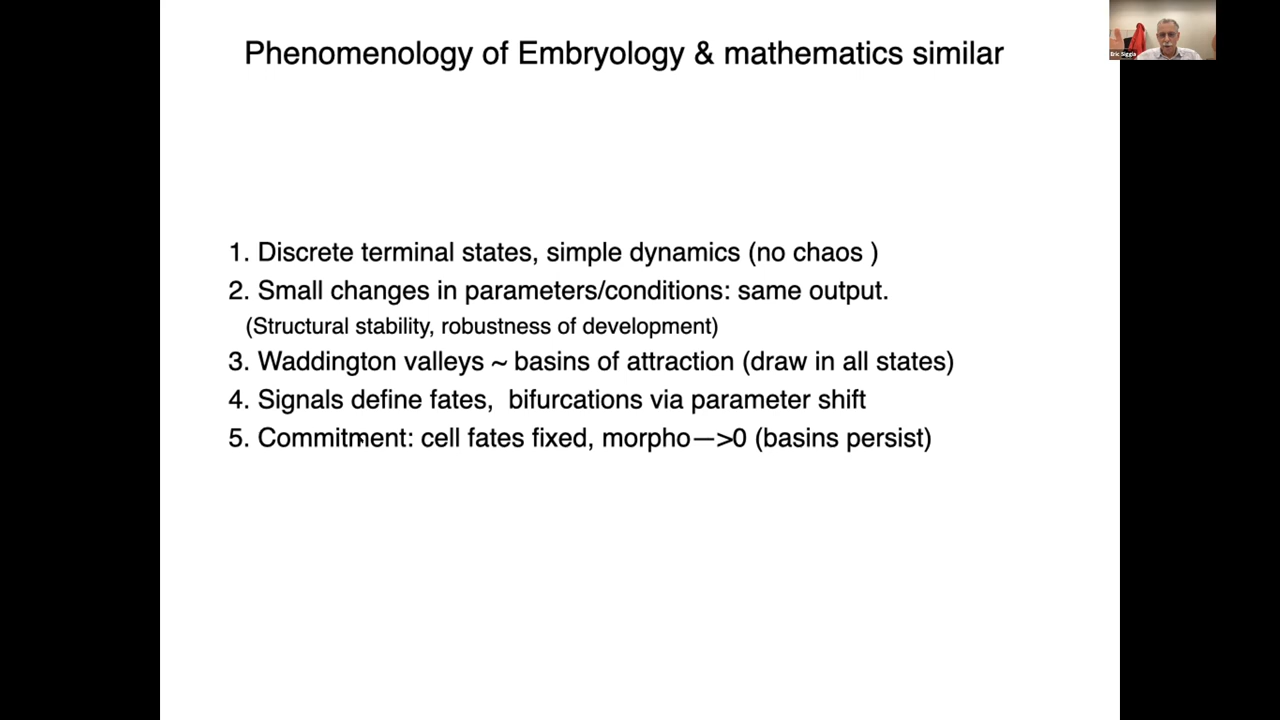 Phenomenology of Embryology & mathematics similar
Eric Siggia
1. Discrete terminal states, simple dynamics (no chaos )
2. Small changes in parameters/conditions: same output.
(Structural stability, robustness of development)
3. Waddington valleys ~ basins of attraction (draw in all states)
4. Signals define fates,  bifurcations via parameter shift
5. Commitment: cell fates fixed, morpho—>0 (basins persist)